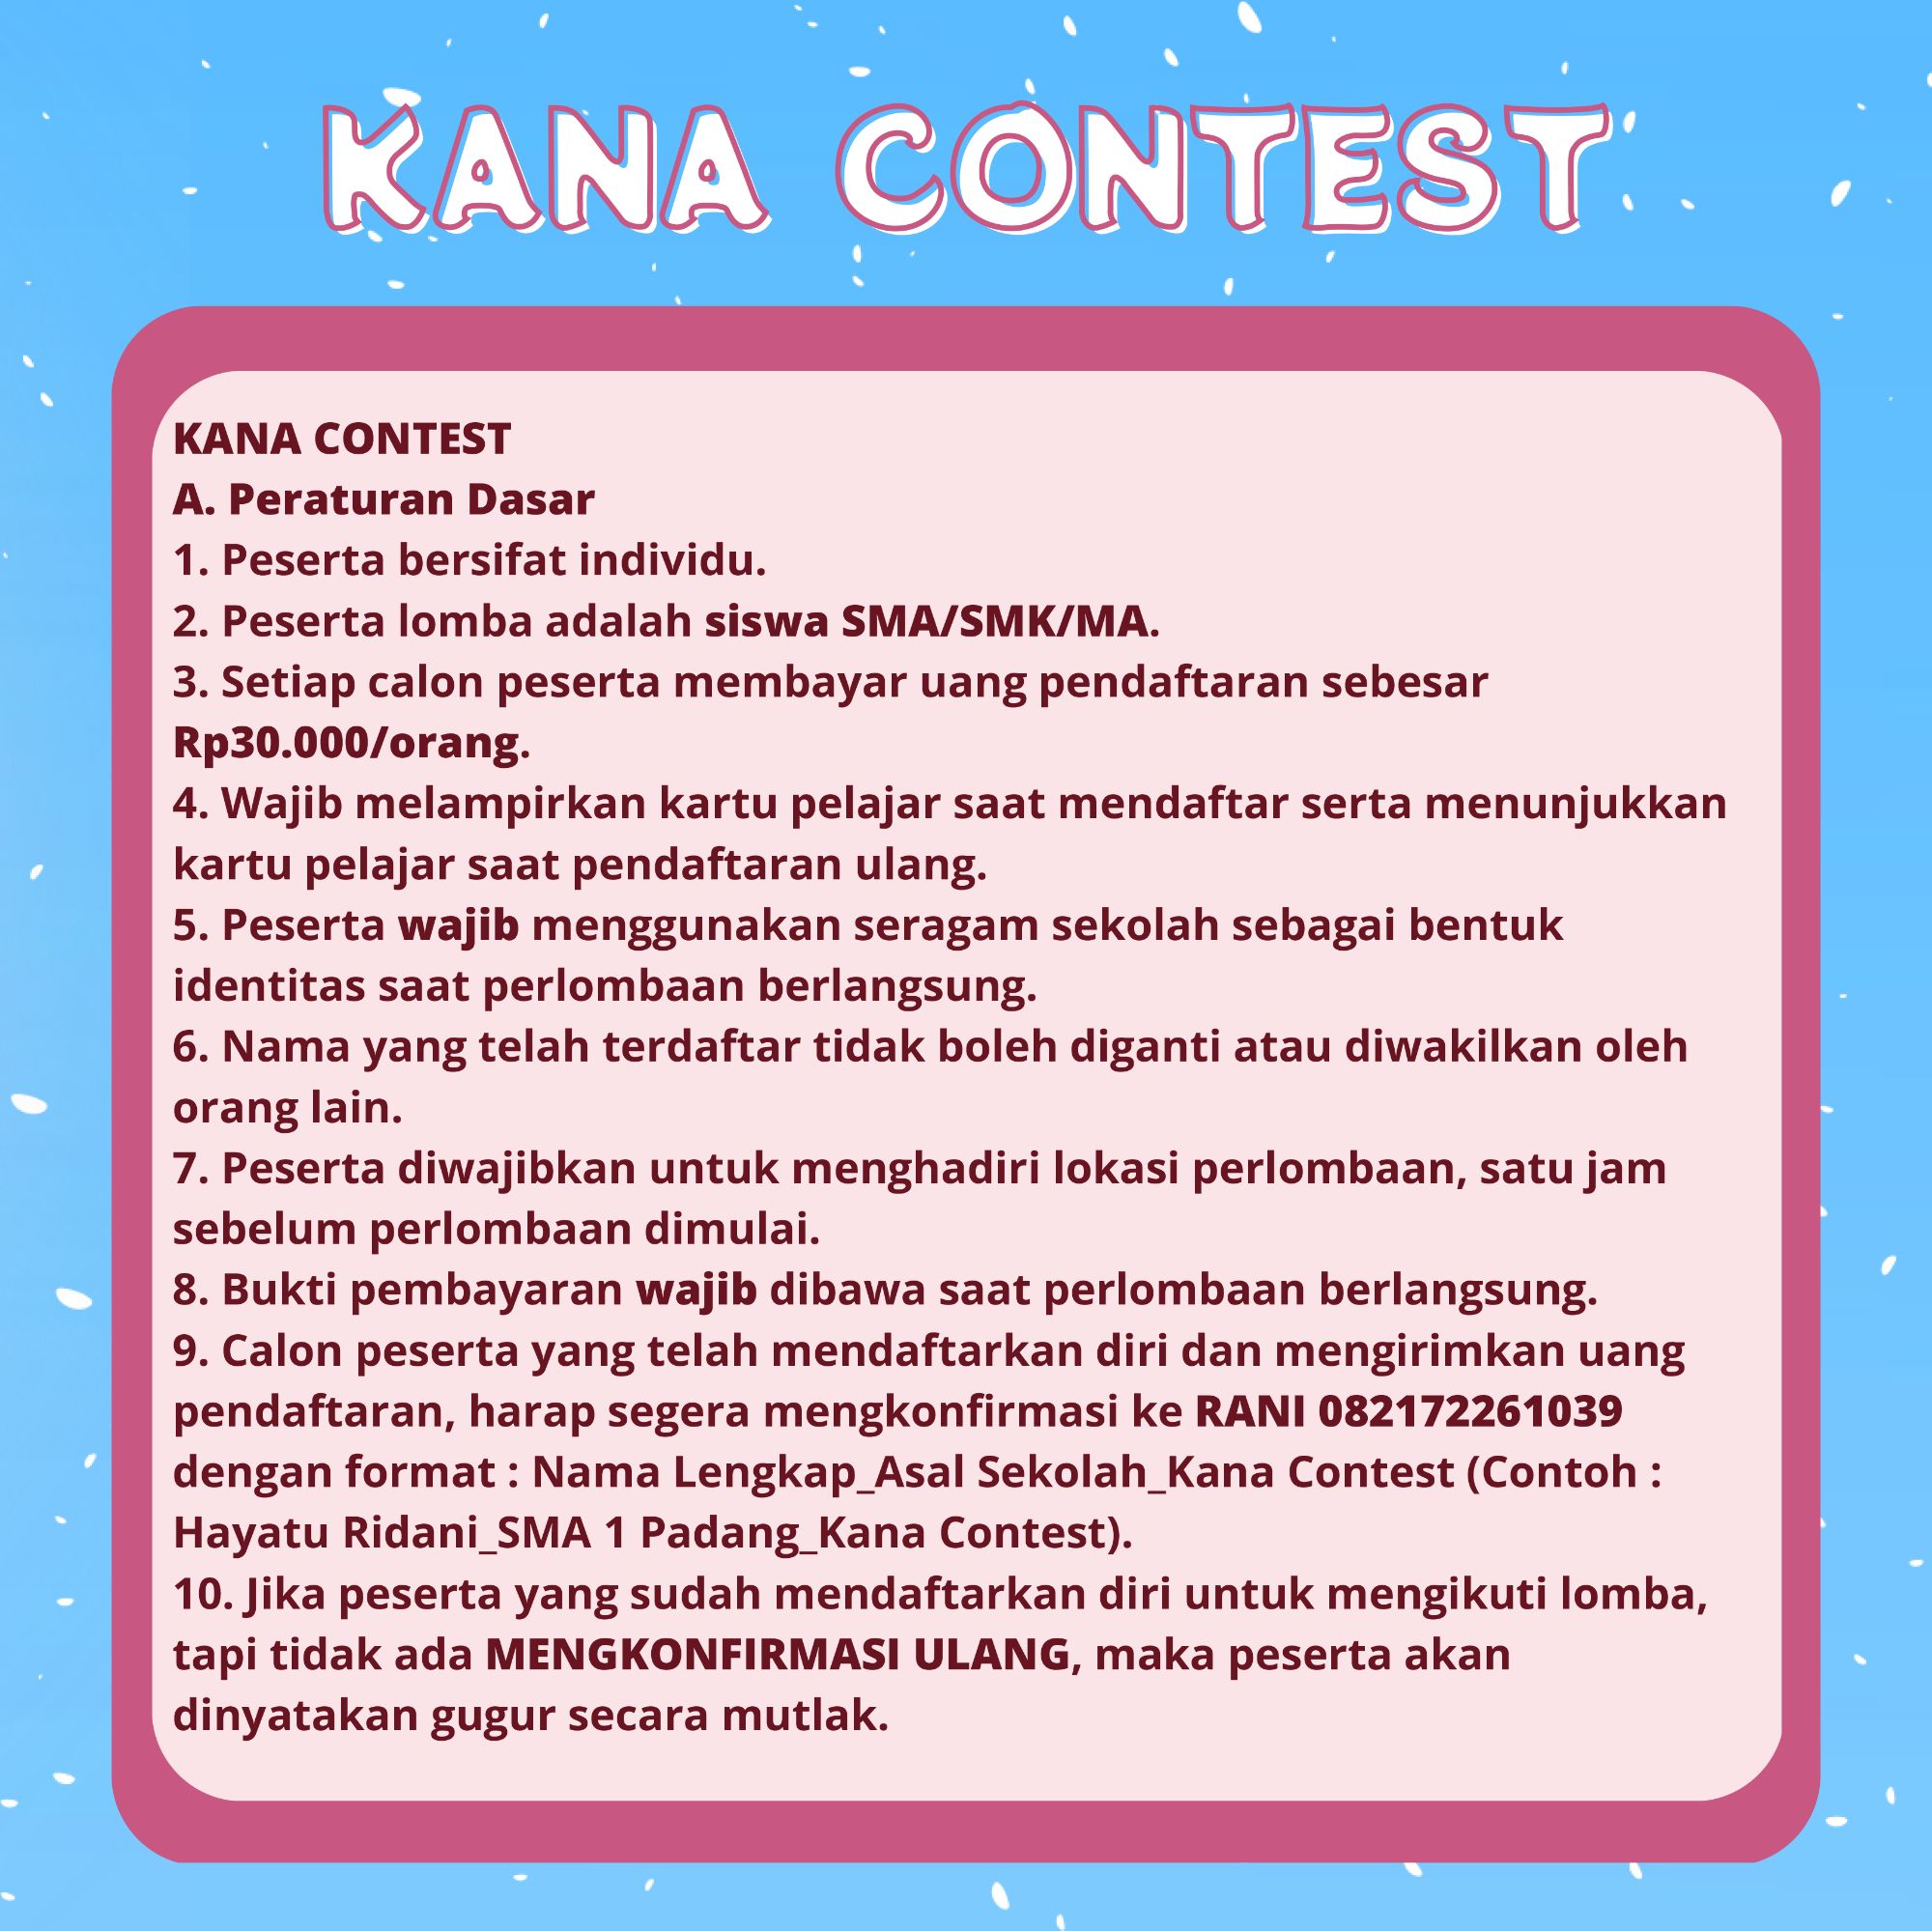 KANA CONTEST
KANA CONTEST
A. Peraturan Dasar
1. Peserta bersifat individu.
2. Peserta lomba adalah siswa SMA/SMK/MA.
3. Setiap calon peserta membayar uang pendaftaran sebesar
Rp30.000/orang.
4. Wajib melampirkan kartu pelajar saat mendaftar serta menunjukkan
kartu pelajar saat pendaftaran ulang.
5. Peserta wajib menggunakan seragam sekolah sebagai bentuk
identitas saat perlombaan berlangsung.
6. Nama yang telah terdaftar tidak boleh diganti atau diwakilkan oleh
orang lain.
7. Peserta diwajibkan untuk menghadiri lokasi perlombaan, satu jam
sebelum perlombaan dimulai.
8. Bukti pembayaran wajib dibawa saat perlombaan berlangsung.
9. Calon peserta yang telah mendaftarkan diri dan mengirimkan uang
pendaftaran, harap segera mengkonfirmasi ke RANI 082172261039
dengan format : Nama Lengkap_Asal Sekolah_Kana Contest (Contoh :
Hayatu Ridani_SMA 1 Padang_Kana Contest).
10. Jika peserta yang sudah mendaftarkan diri untuk mengikuti lomba,
tapi tidak ada MENGKONFIRMASI ULANG, maka peserta akan
dinyatakan gugur secara mutlak.